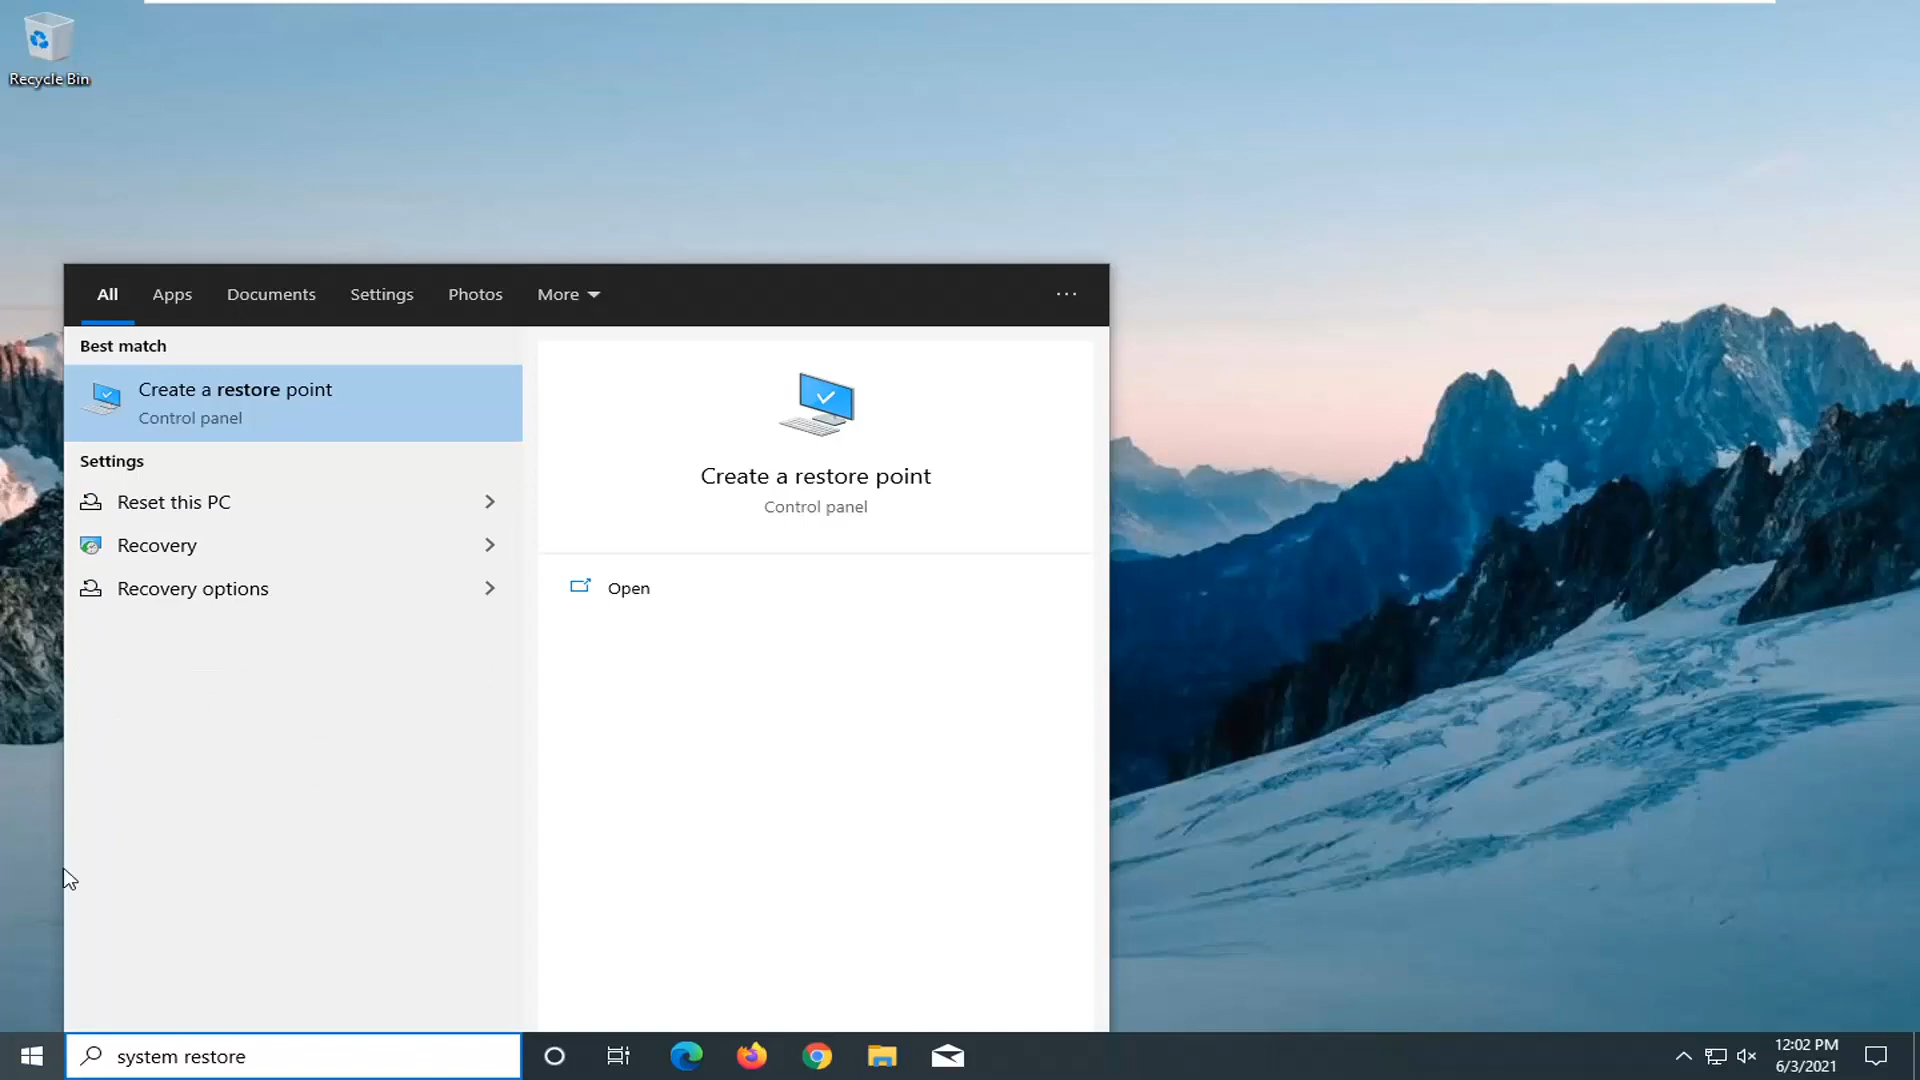 Recycle Bin
All Apps Documents Settings Photos More ...
Best match
Create a restore point
Control panel
Settings
Reset this PC
Recovery
Recovery options
Create a restore point
Control panel
Open
system restore
12:02 PM
6/3/2021